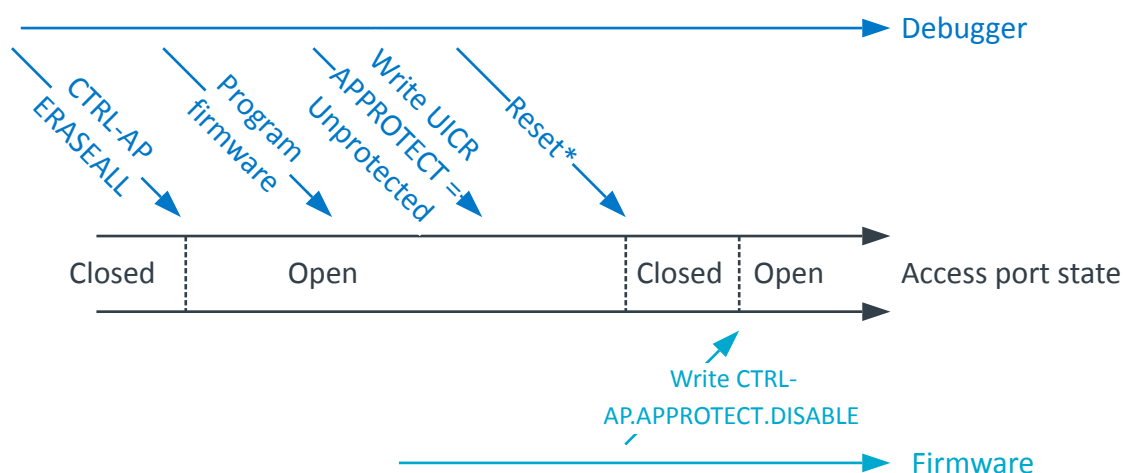 Debugger
CTRL-AP
ERASEALL
Program
firmware
Write UICR
APPROTECT =
Unprotected
Reset*
Closed
Open
Closed
Open
Access port state
Write CTRL-
AP.APPROTECT.DISABLE
Firmware